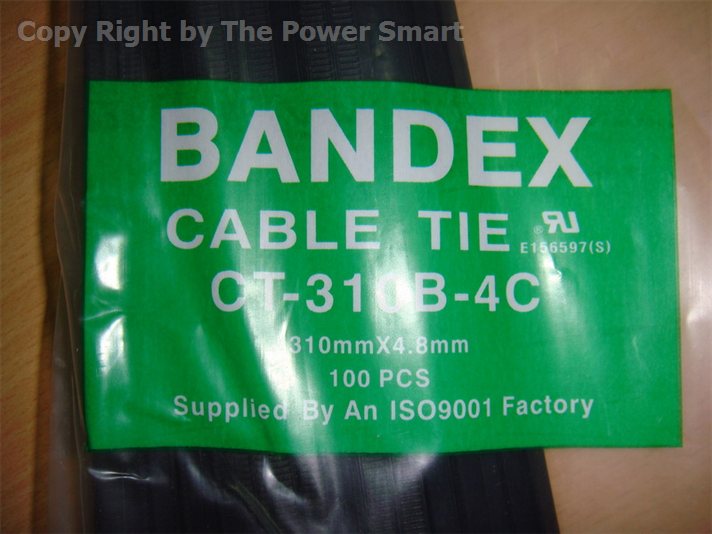 Copy Right by The Power Smart
BANDEX
CABLE TIE
E156597(S)
CT-310B-4C
310mmX4.8mm
100 PCS
Supplied By An ISO9001 Factory